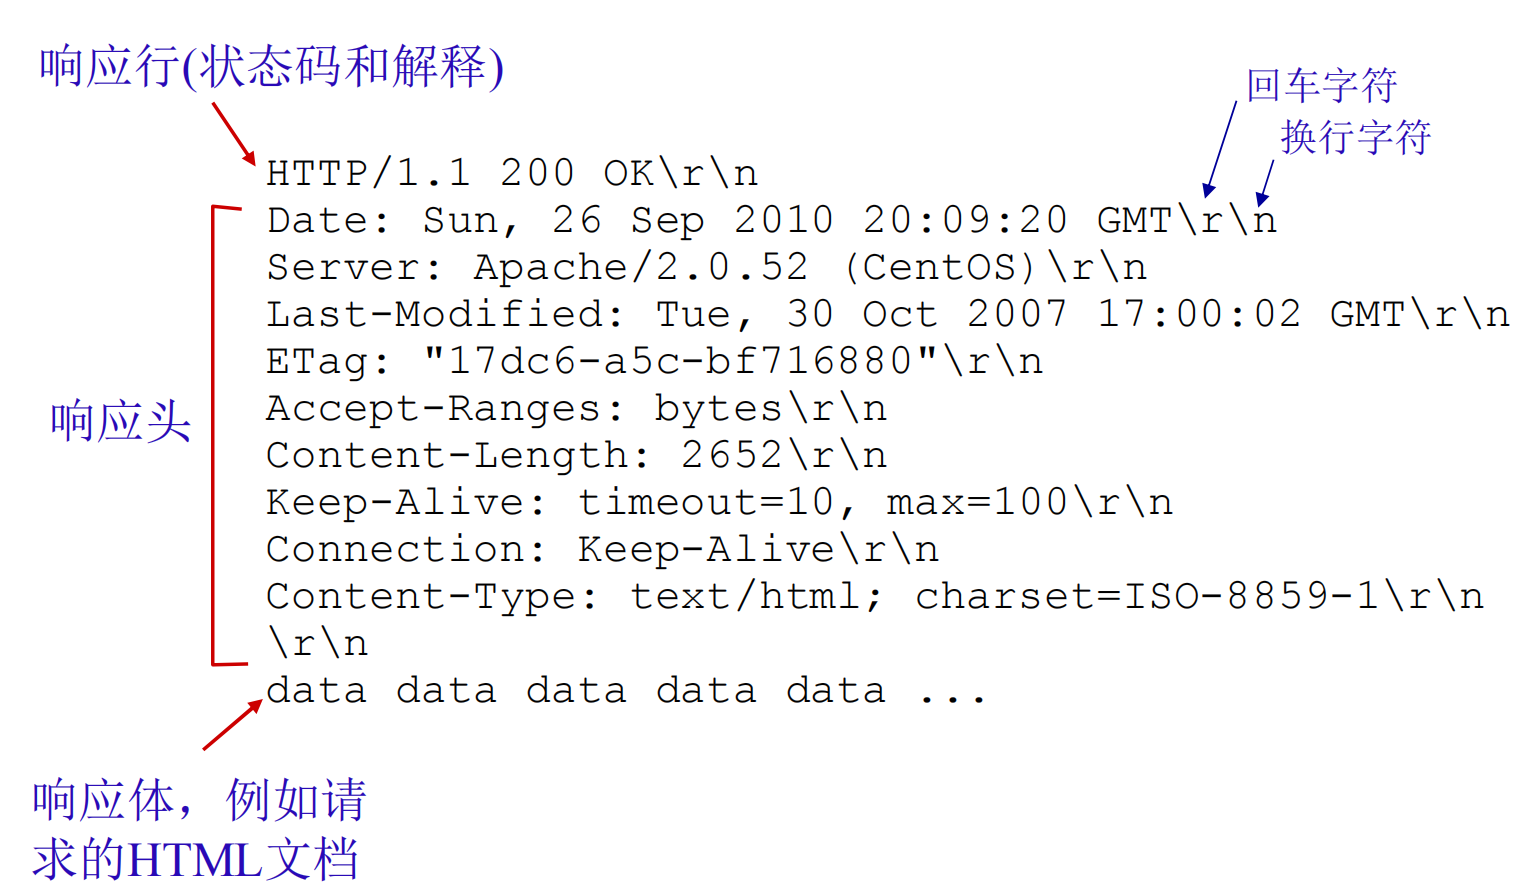 响应行(状态码和解释)
回车字符
换行字符
HTTP/1.1 200 OK\r\n
Date: Sun, 26 Sep 2010 20:09:20 GMT\r\n
Server: Apache/2.0.52 (CentOS)\r\n
Last-Modified: Tue, 30 Oct 2007 17:00:02 GMT\r\n
ETag: "17dc6-a5c-bf716880"\r\n
响应头
Accept-Ranges: bytes\r\n
Content-Length: 2652\r\n
Keep-Alive: timeout=10, max=100\r\n
Connection: Keep-Alive\r\n
Content-Type: text/html; charset=ISO-8859-1\r\n
\r\n
data data data data data ...
响应体，例如请
求的HTML文档